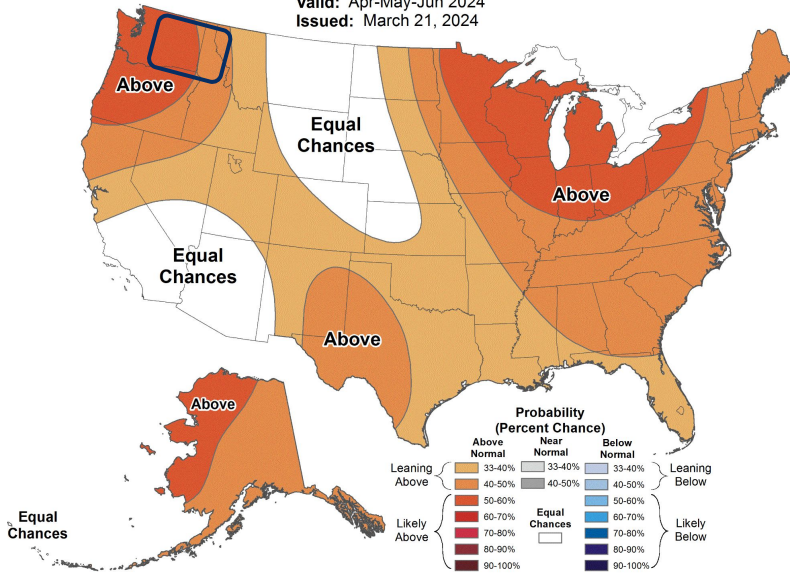 Valid: Apr-May-Jun 2024
Issued: March 21, 2024
Above
Equal
Chances
Above
Equal
Chances
Above
Above
Equal
Chances
Probability
(Percent Chance)
Above
Normal
Near
Normal
Below
Normal
Leaning
Above
33-40%
33-40%
33-40%
Leaning
Below
40-50%
40-50%
40-50%
Likely
Above
50-60%
50-60%
Likely
Below
60-70%
Equal
Chances
60-70%
70-80%
70-80%
80-90%
80-90%
90-100%
90-100%